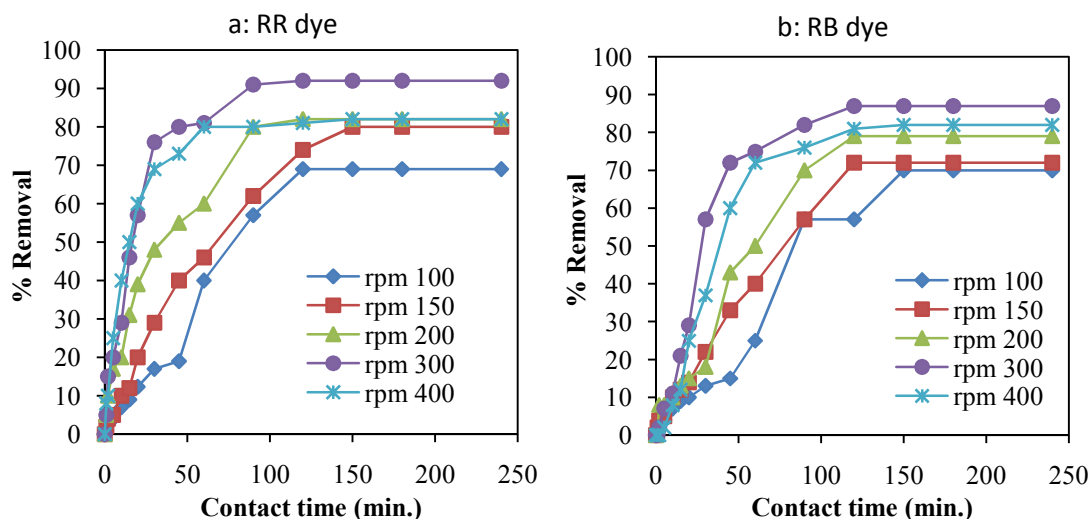 a: RR dye
% Removal
100
90
80
70
60
50
40
30
20
10
0
rpm 100
rpm 150
rpm 200
rpm 300
rpm 400
0 50 100 150 200 250
Contact time (min.)
b: RB dye
% Removal
100
90
80
70
60
50
40
30
20
10
0
rpm 100
rpm 150
rpm 200
rpm 300
rpm 400
0 50 100 150 200 250
Contact time (min.)